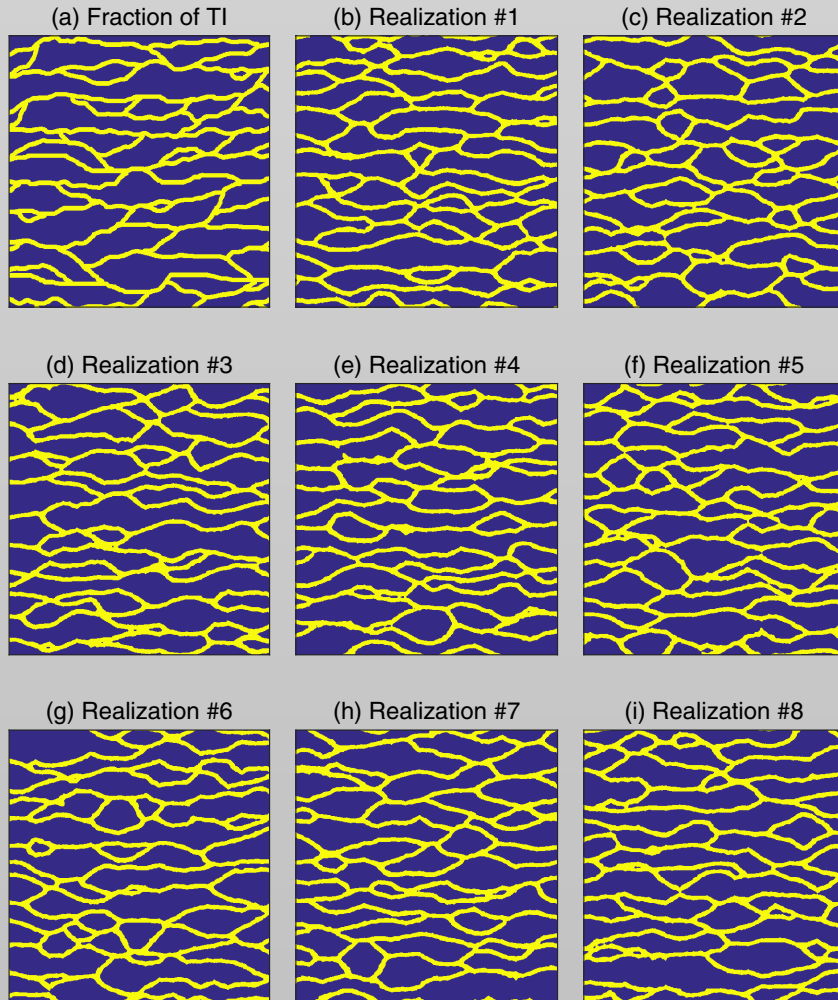 (a) Fraction of TI
(b) Realization #1
(c) Realization #2
(d) Realization #3
(e) Realization #4
(f) Realization #5
(g) Realization #6
(h) Realization #7
(i) Realization #8